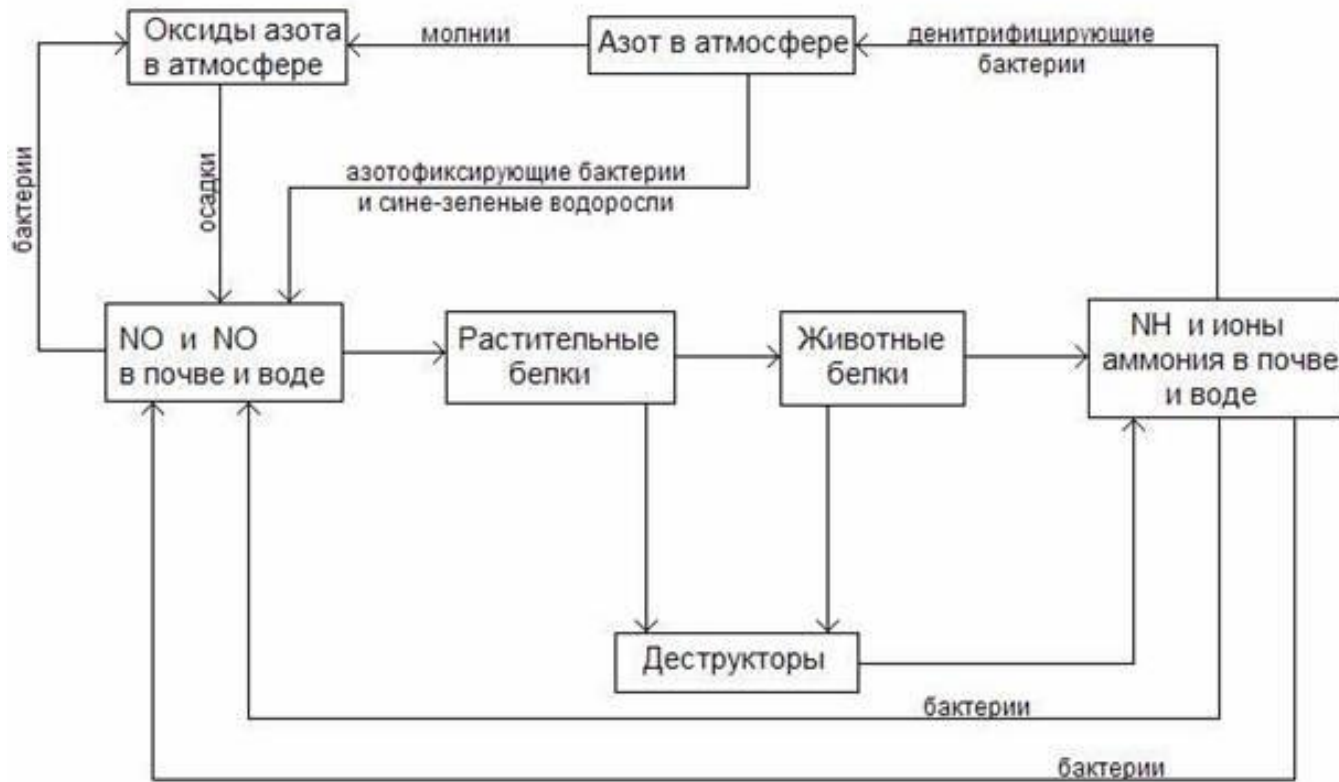 Оксиды азота
в атмосфере
молнии
Азот в атмосфере
денитрифицирующие
бактерии
бактерии
осадки
азотофиксирующие бактерии
и сине-зеленые водоросли
NO и NO
в почве и воде
Растительные
белки
Животные
белки
NH и ионы
аммония в почве
и воде
Деструкторы
бактерии
бактерии